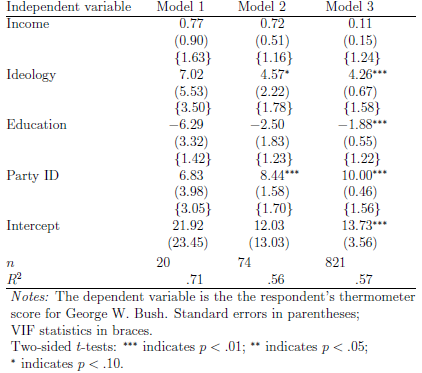 Independent variable Model 1 Model 2 Model 3
Income 0.77 0.72 0.11
(0.90) (0.51) (0.15)
{1.63} {1.16} {1.24}
Ideology 7.02 4.57* 4.26***
(5.53) (2.22) (0.67)
{3.50} {1.78} {1.58}
Education −6.29 −2.50 −1.88***
(3.32) (1.83) (0.55)
{1.42} {1.23} {1.22}
Party ID 6.83 8.44*** 10.00***
(3.98) (1.58) (0.46)
{3.05} {1.70} {1.56}
Intercept 21.92 12.03 13.73***
(23.45) (13.03) (3.56)
n 20 74 821
R² .71 .56 .57
Notes: The dependent variable is the the respondent's thermometer
score for George W. Bush. Standard errors in parentheses;
VIF statistics in braces.
Two-sided t-tests: *** indicates p < .01; ** indicates p < .05;
* indicates p < .10.